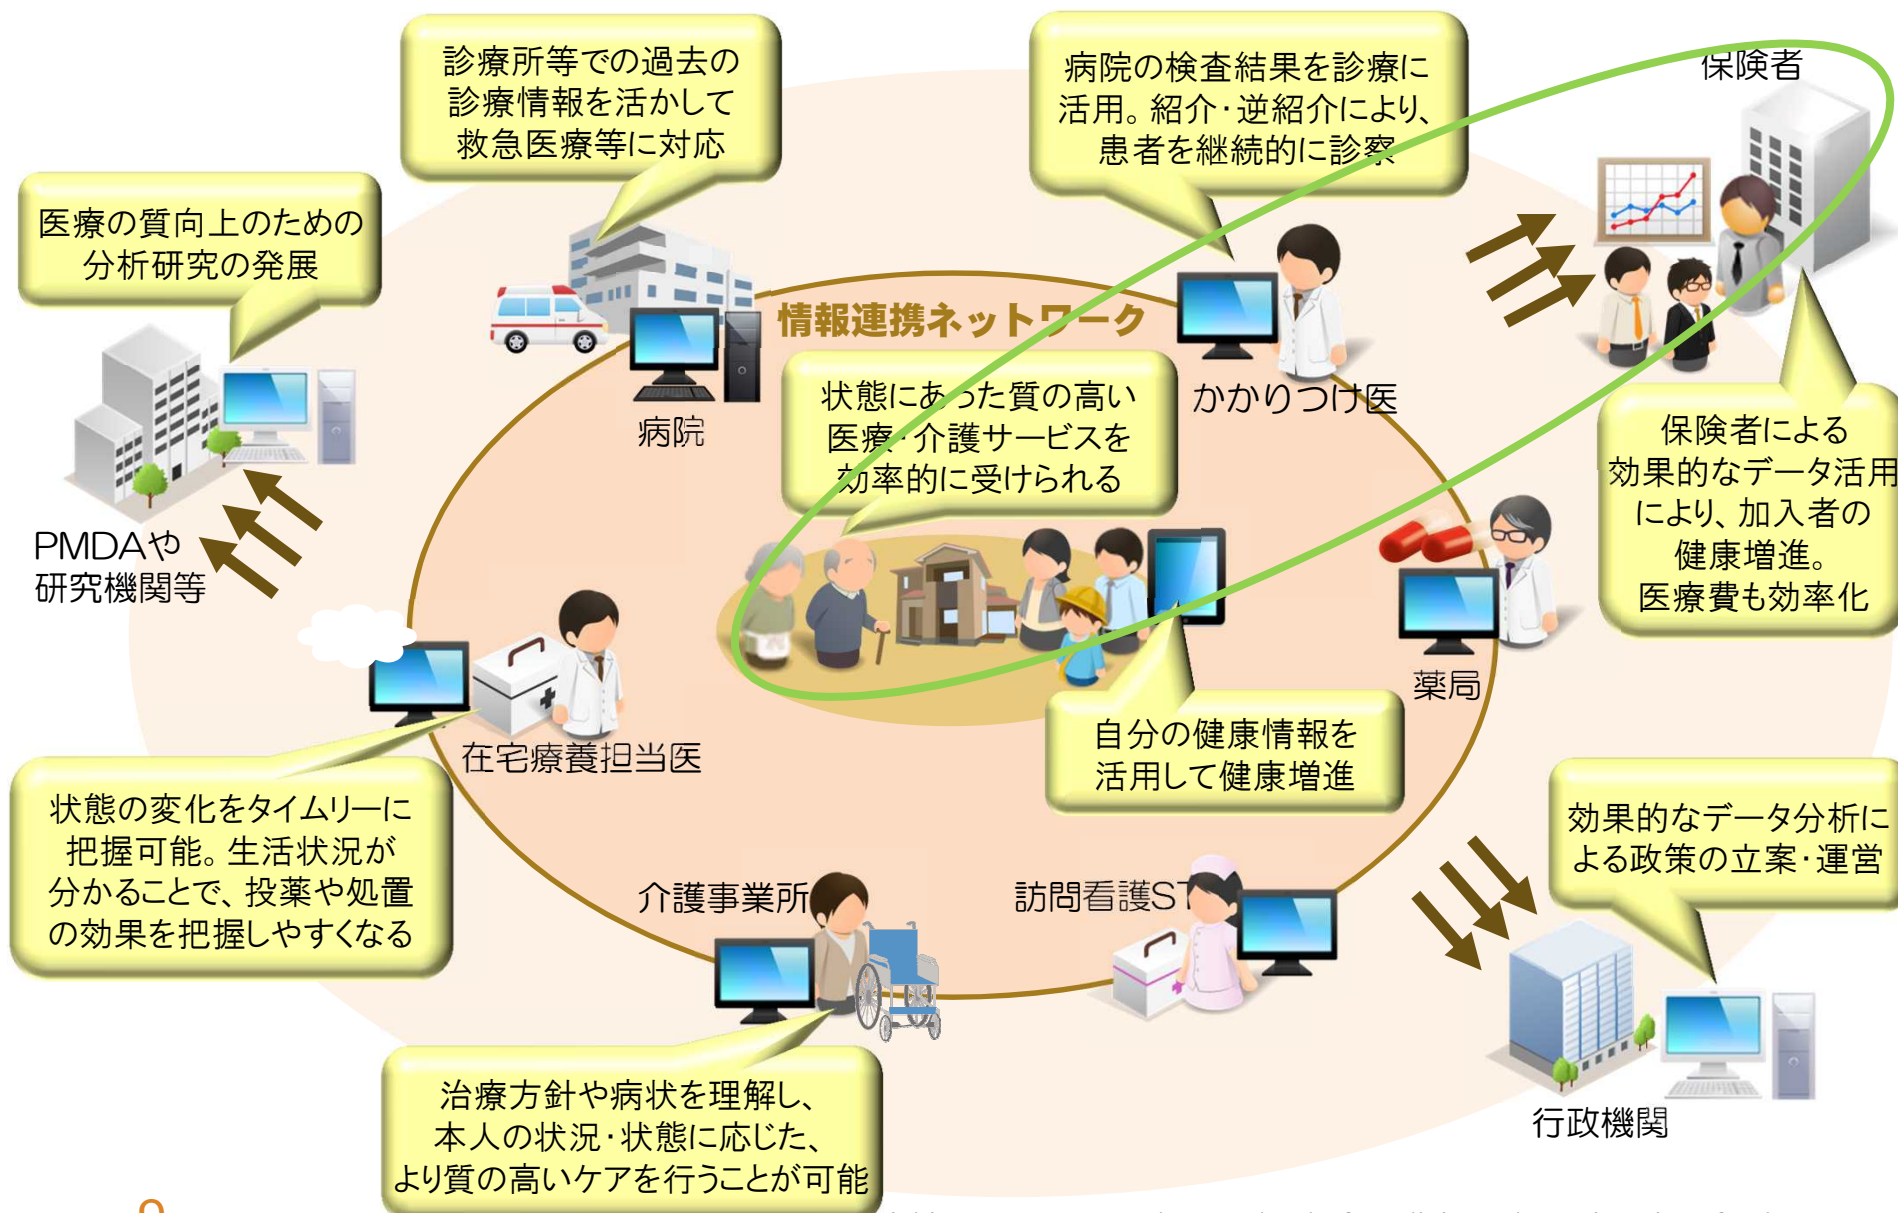 診療所等での過去の
診療情報を活かして
救急医療等に対応
病院の検査結果を診療に
活用。紹介・逆紹介により、
患者を継続的に診察
保険者
医療の質向上のための
分析研究の発展
情報連携ネットワーク
病院
かかりつけ医
状態にあった質の高い
医療・介護サービスを
効率的に受けられる
保険者による
効果的なデータ活用
により、加入者の
健康増進。
医療費も効率化
PMDAや
研究機関等
薬局
在宅療養担当医
自分の健康情報を
活用して健康増進
状態の変化をタイムリーに
把握可能。生活状況が
分かることで、投薬や処置
の効果を把握しやすくなる
効果的なデータ分析に
よる政策の立案・運営
介護事業所
訪問看護ST
行政機関
治療方針や病状を理解し、
本人の状況・状態に応じた、
より質の高いケアを行うことが可能